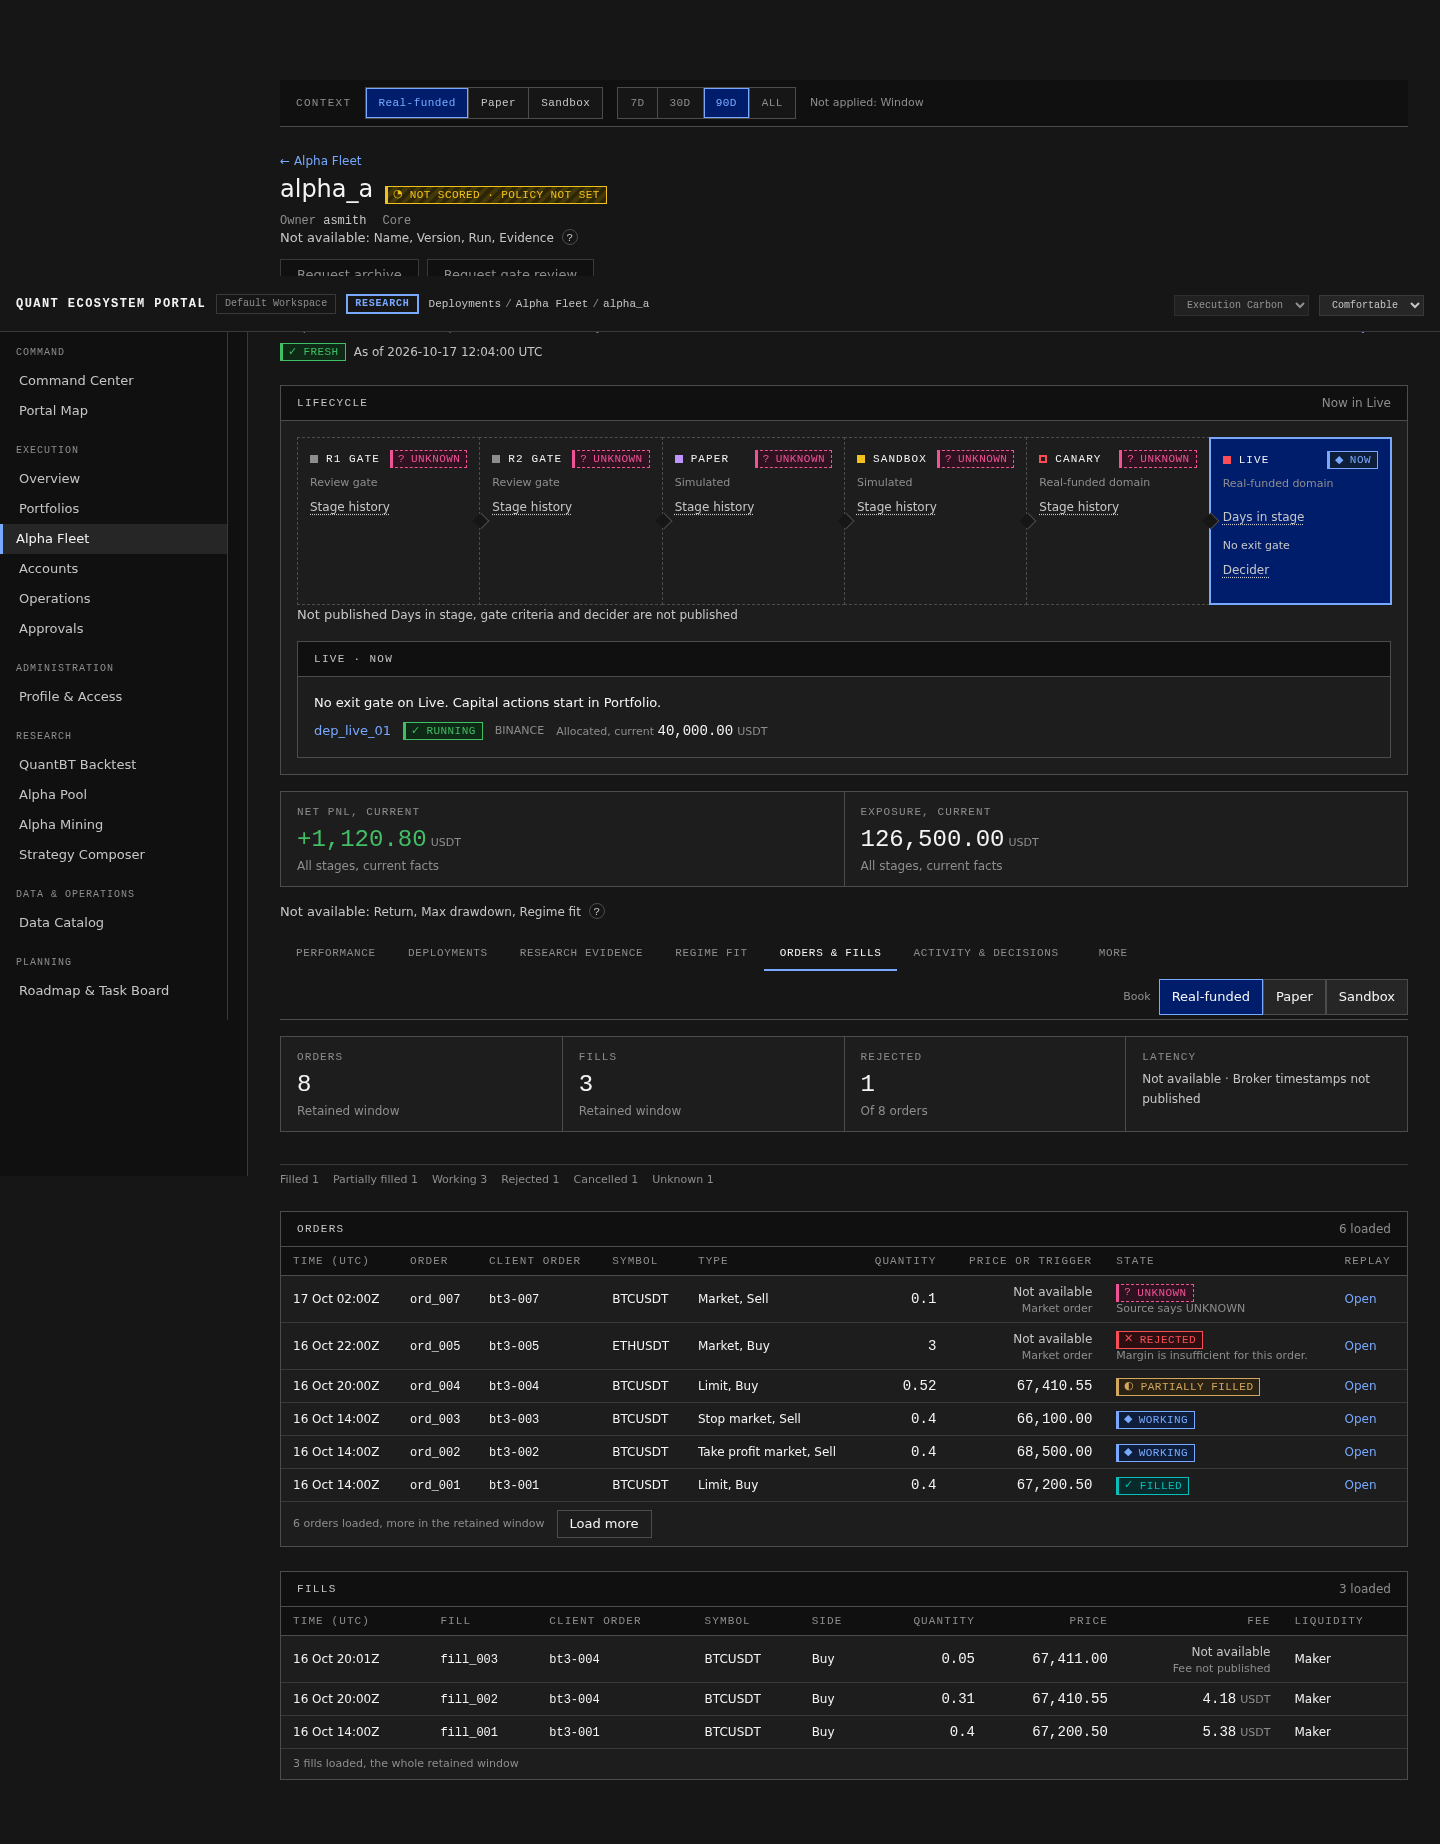 CONTEXT Real-funded Paper Sandbox 7D 30D 90D ALL Not applied: Window
← Alpha Fleet
alpha_a NOT SCORED · POLICY NOT SET
Owner asmith Core
Not available: Name, Version, Run, Evidence ?
Request archive Request gate review
QUANT ECOSYSTEM PORTAL Default Workspace RESEARCH Deployments / Alpha Fleet / alpha_a Execution Carbon Comfortable
COMMAND
Command Center
Portal Map
EXECUTION
Overview
Portfolios
Alpha Fleet
Accounts
Operations
Approvals
ADMINISTRATION
Profile & Access
RESEARCH
QuantBT Backtest
Alpha Pool
Alpha Mining
Strategy Composer
DATA & OPERATIONS
Data Catalog
PLANNING
Roadmap & Task Board
✓ FRESH As of 2026-10-17 12:04:00 UTC
LIFECYCLE Now in Live
R1 GATE ? UNKNOWN
Review gate
Stage history
R2 GATE ? UNKNOWN
Review gate
Stage history
PAPER ? UNKNOWN
Simulated
Stage history
SANDBOX ? UNKNOWN
Simulated
Stage history
CANARY ? UNKNOWN
Real-funded domain
Stage history
LIVE ◆ NOW
Real-funded domain
Days in stage
No exit gate
Decider
Not published Days in stage, gate criteria and decider are not published
LIVE · NOW
No exit gate on Live. Capital actions start in Portfolio.
dep_live_01 ✓ RUNNING BINANCE Allocated, current 40,000.00 USDT
NET PNL, CURRENT
+1,120.80 USDT
All stages, current facts
EXPOSURE, CURRENT
126,500.00 USDT
All stages, current facts
Not available: Return, Max drawdown, Regime fit ?
PERFORMANCE DEPLOYMENTS RESEARCH EVIDENCE REGIME FIT ORDERS & FILLS ACTIVITY & DECISIONS MORE
Book Real-funded Paper Sandbox
ORDERS
8
Retained window
FILLS
3
Retained window
REJECTED
1
Of 8 orders
LATENCY
Not available · Broker timestamps not
published
Filled 1 Partially filled 1 Working 3 Rejected 1 Cancelled 1 Unknown 1
ORDERS 6 loaded
TIME (UTC) ORDER CLIENT ORDER SYMBOL TYPE QUANTITY PRICE OR TRIGGER STATE REPLAY
17 Oct 02:00Z ord_007 bt3-007 BTCUSDT Market, Sell 0.1 Not available ? UNKNOWN Open
Market order Source says UNKNOWN
16 Oct 22:00Z ord_005 bt3-005 ETHUSDT Market, Buy 3 Not available ✕ REJECTED Open
Market order Margin is insufficient for this order.
16 Oct 20:00Z ord_004 bt3-004 BTCUSDT Limit, Buy 0.52 67,410.55 ◐ PARTIALLY FILLED Open
16 Oct 14:00Z ord_003 bt3-003 BTCUSDT Stop market, Sell 0.4 66,100.00 ◆ WORKING Open
16 Oct 14:00Z ord_002 bt3-002 BTCUSDT Take profit market, Sell 0.4 68,500.00 ◆ WORKING Open
16 Oct 14:00Z ord_001 bt3-001 BTCUSDT Limit, Buy 0.4 67,200.50 ✓ FILLED Open
6 orders loaded, more in the retained window Load more
FILLS 3 loaded
TIME (UTC) FILL CLIENT ORDER SYMBOL SIDE QUANTITY PRICE FEE LIQUIDITY
16 Oct 20:01Z fill_003 bt3-004 BTCUSDT Buy 0.05 67,411.00 Not available Maker
Fee not published
16 Oct 20:00Z fill_002 bt3-004 BTCUSDT Buy 0.31 67,410.55 4.18 USDT Maker
16 Oct 14:00Z fill_001 bt3-001 BTCUSDT Buy 0.4 67,200.50 5.38 USDT Maker
3 fills loaded, the whole retained window